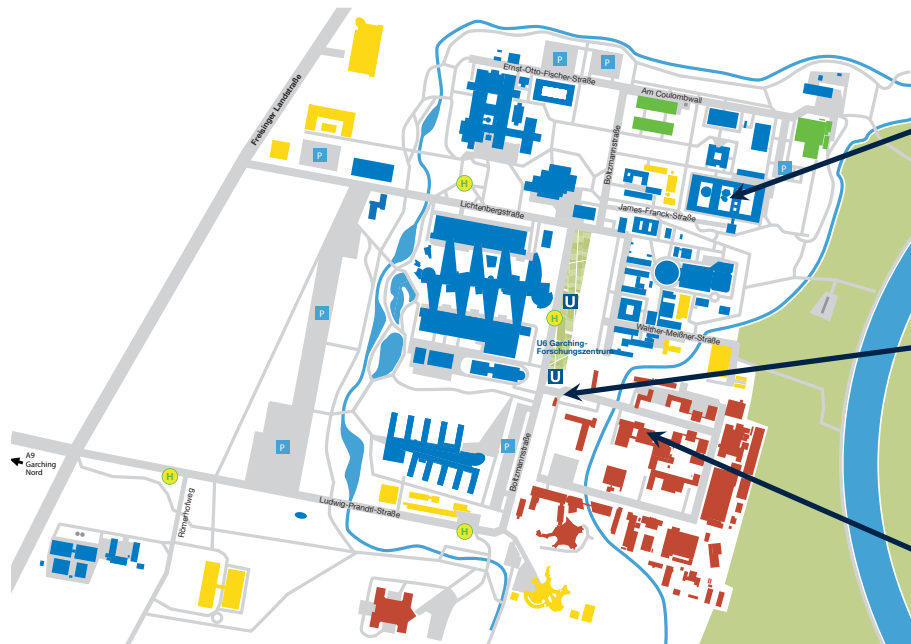 P
P
Ernst-Otto-Fischer-Straße
Am Coulombwall
Freisinger Landstraße
Boltzmannstraße
P
P
H
Lichtenbergstraße
James-Franck-Straße
U
P
H
Walther-Meißner-Straße
U6 Garching-
Forschungszentrum
U
P
P
Boltzmannstraße
A9
Garching
Nord
H
Römerhofweg
Ludwig-Prandtl-Straße
H